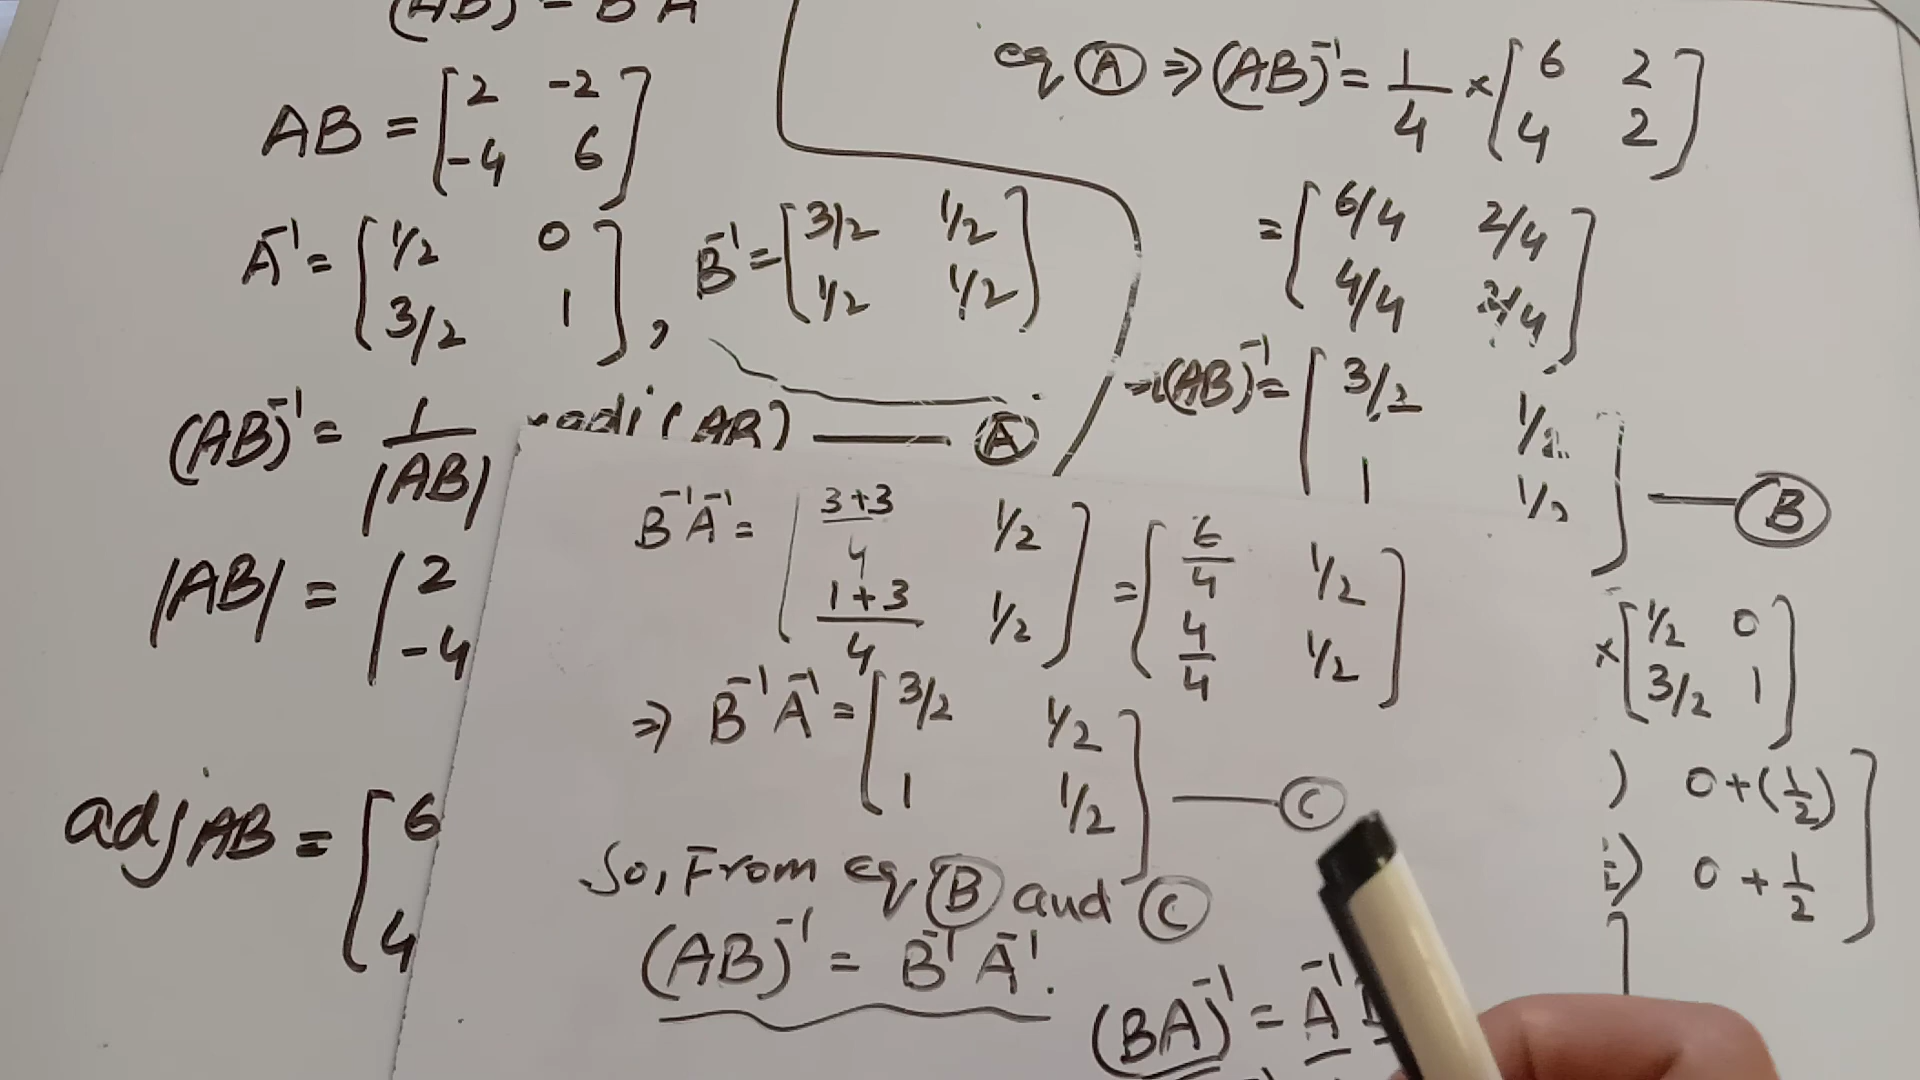 (AB)⁻¹ = B⁻¹A⁻¹
AB = [2 -2
-4 6]
A⁻¹ = [1/2 0
3/2 1], B⁻¹ = [3/2 1/2
1/2 1/2]
(AB)⁻¹ = 1/|AB| × adj(AB) — (A)
|AB| = |2
-4
adj AB = [6
4
eq (A) ⇒ (AB)⁻¹ = 1/4 × [6 2
4 2]
= [6/4 2/4
4/4 2/4]
⇒ (AB)⁻¹ = [3/2 1/2
1 1/2] — (B)
× [1/2 0
3/2 1]
) 0+(1/2)
) 0 + 1/2]
B⁻¹A⁻¹ = [3+3/4 1/2
1+3/4 1/2] = [6/4 1/2
4/4 1/2]
⇒ B⁻¹A⁻¹ = [3/2 1/2
1 1/2] — (C)
So, From eq (B) and (C)
(AB)⁻¹ = B⁻¹A⁻¹.
(BA)⁻¹ = A⁻¹